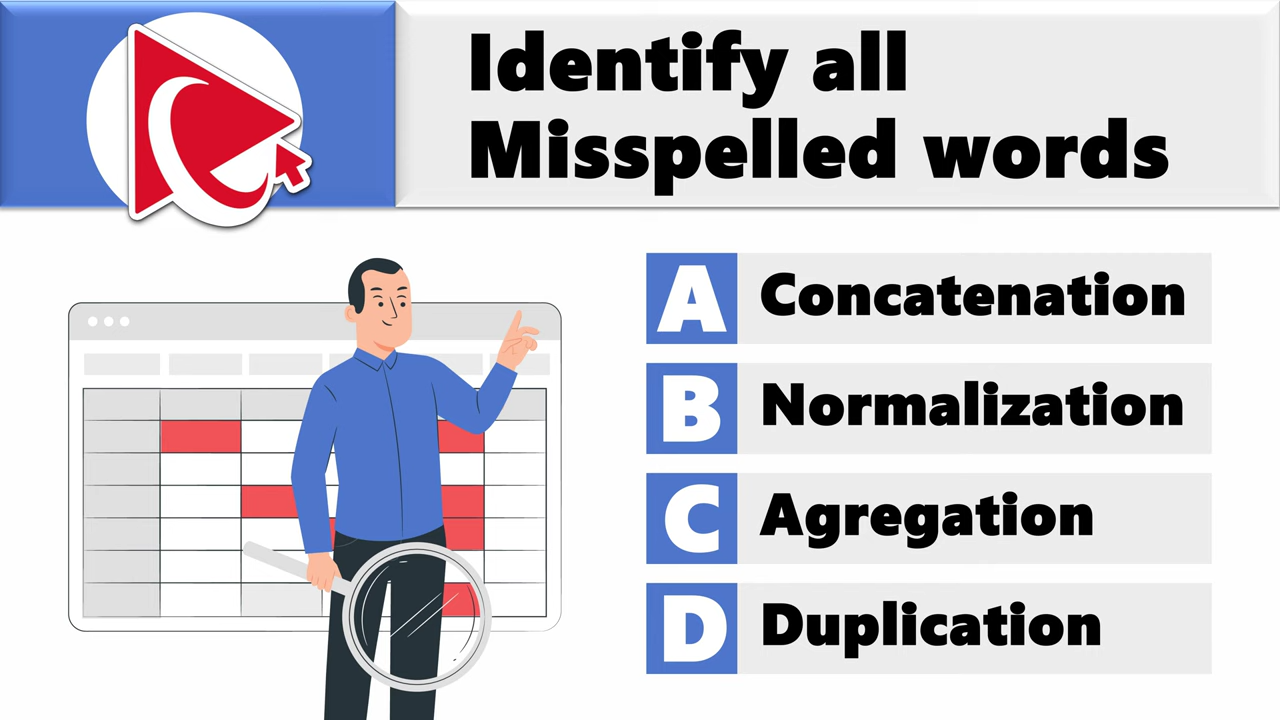 Identify all
Misspelled words
A Concatenation
B Normalization
C Agregation
D Duplication